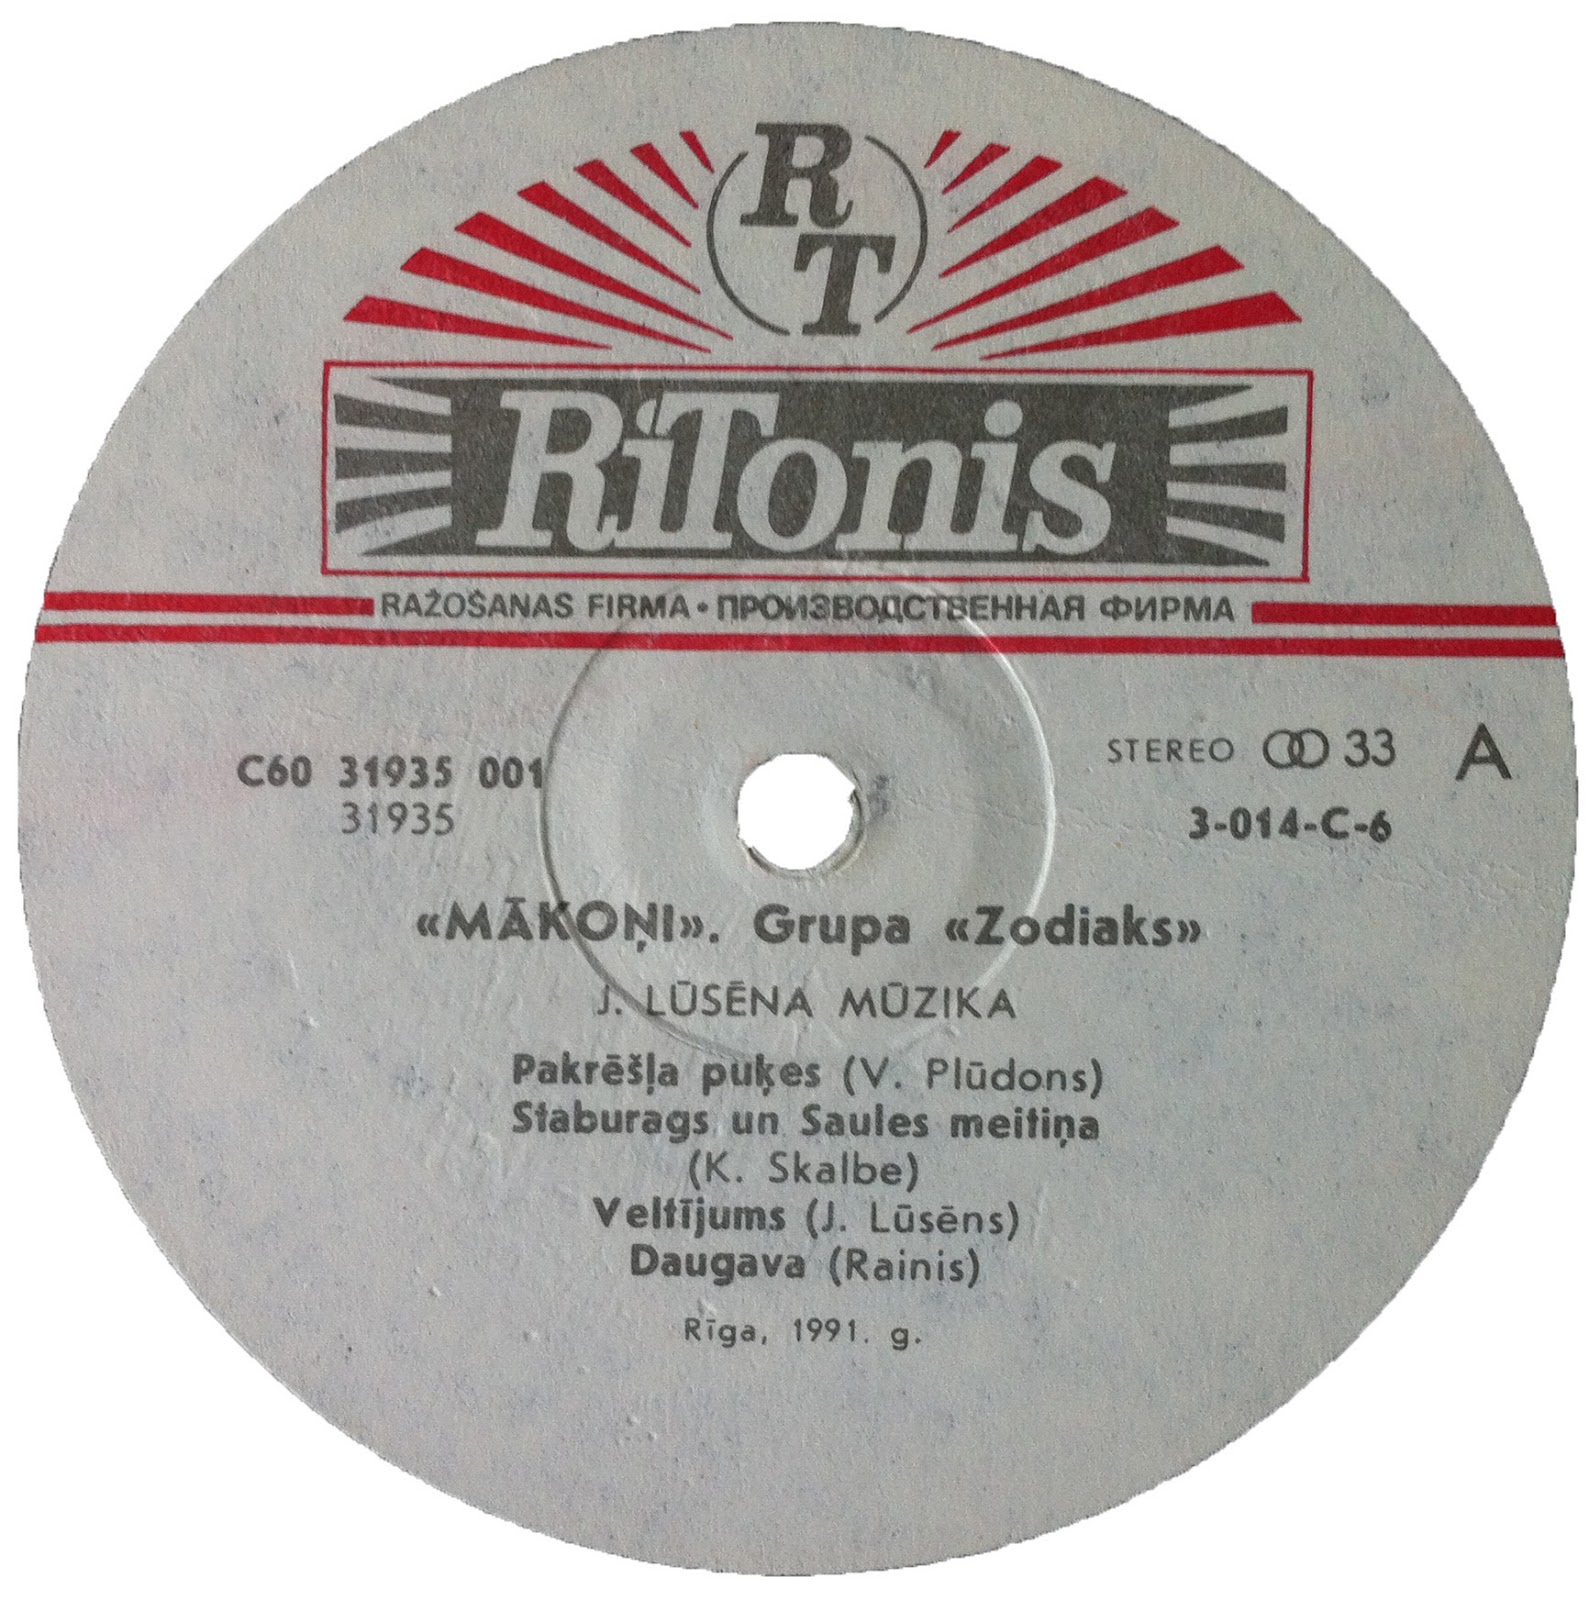 RT
RiTonis
RAŽOŠANAS FIRMA • ПРОИЗВОДСТВЕННАЯ ФИРМА
C60 31935 001
31935
STEREO 33 A
3-014-C-6
«MĀKOŅI». Grupa «Zodiaks»
J. LŪSĒNA MŪZIKA
Pakrēšļa puķes (V. Plūdons)
Staburags un Saules meitiņa
(K. Skalbe)
Veltījums (J. Lūsēns)
Daugava (Rainis)
Rīga, 1991. g.